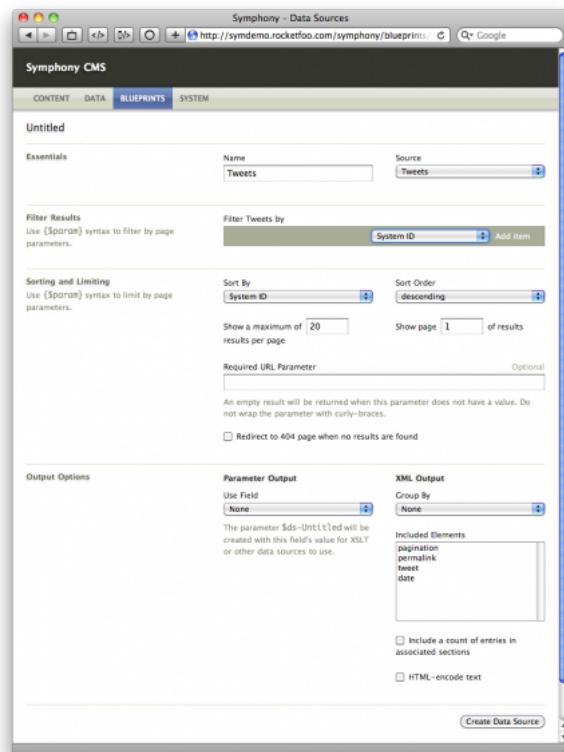 Symphony – Data Sources
http://symdemo.rocketfoo.com/symphony/blueprints/
Google
Symphony CMS
CONTENT DATA BLUEPRINTS SYSTEM
Untitled
Essentials
Name
Source
Tweets
Tweets
Filter Results
Use {$param} syntax to filter by page
parameters.
Filter Tweets by
System ID
Add item
Sorting and Limiting
Use {$param} syntax to limit by page
parameters.
Sort By
Sort Order
System ID
descending
Show a maximum of 20
results per page
Show page 1 of results
Required URL Parameter
Optional
An empty result will be returned when this parameter does not have a value. Do
not wrap the parameter with curly-braces.
Redirect to 404 page when no results are found
Output Options
Parameter Output
Use Field
None
The parameter $ds-Untitled will be
created with this field's value for XSLT
or other data sources to use.
XML Output
Group By
None
Included Elements
pagination
permalink
tweet
date
Include a count of entries in
associated sections
HTML-encode text
Create Data Source